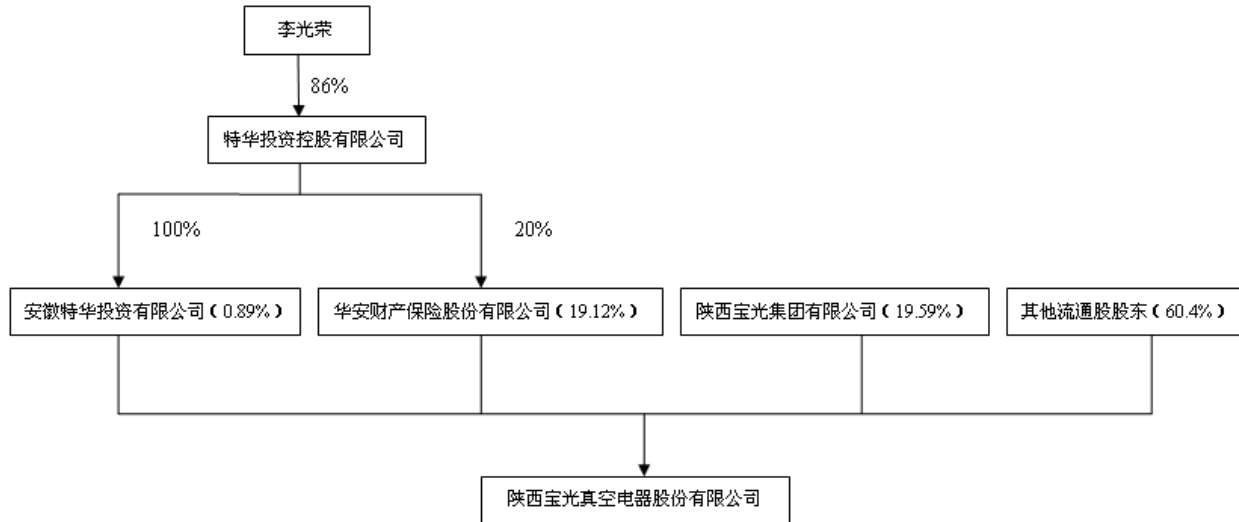 李光荣
86%
特华投资控股有限公司
100%
20%
安徽特华投资有限公司（0.89%）
华安财产保险股份有限公司（19.12%）
陕西宝光集团有限公司（19.59%）
其他流通股股东（60.4%）
陕西宝光真空电器股份有限公司